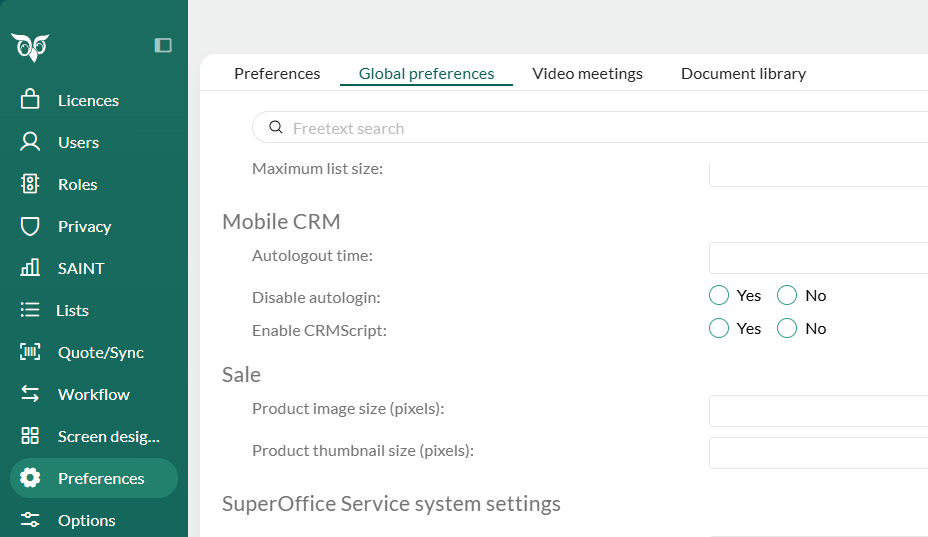 Licences
Users
Roles
Privacy
SAINT
Lists
Quote/Sync
Workflow
Screen desig...
Preferences
Options
Preferences Global preferences Video meetings Document library
Freetext search
Maximum list size:
Mobile CRM
Autologout time:
Disable autologin: Yes No
Enable CRMScript: Yes No
Sale
Product image size (pixels):
Product thumbnail size (pixels):
SuperOffice Service system settings